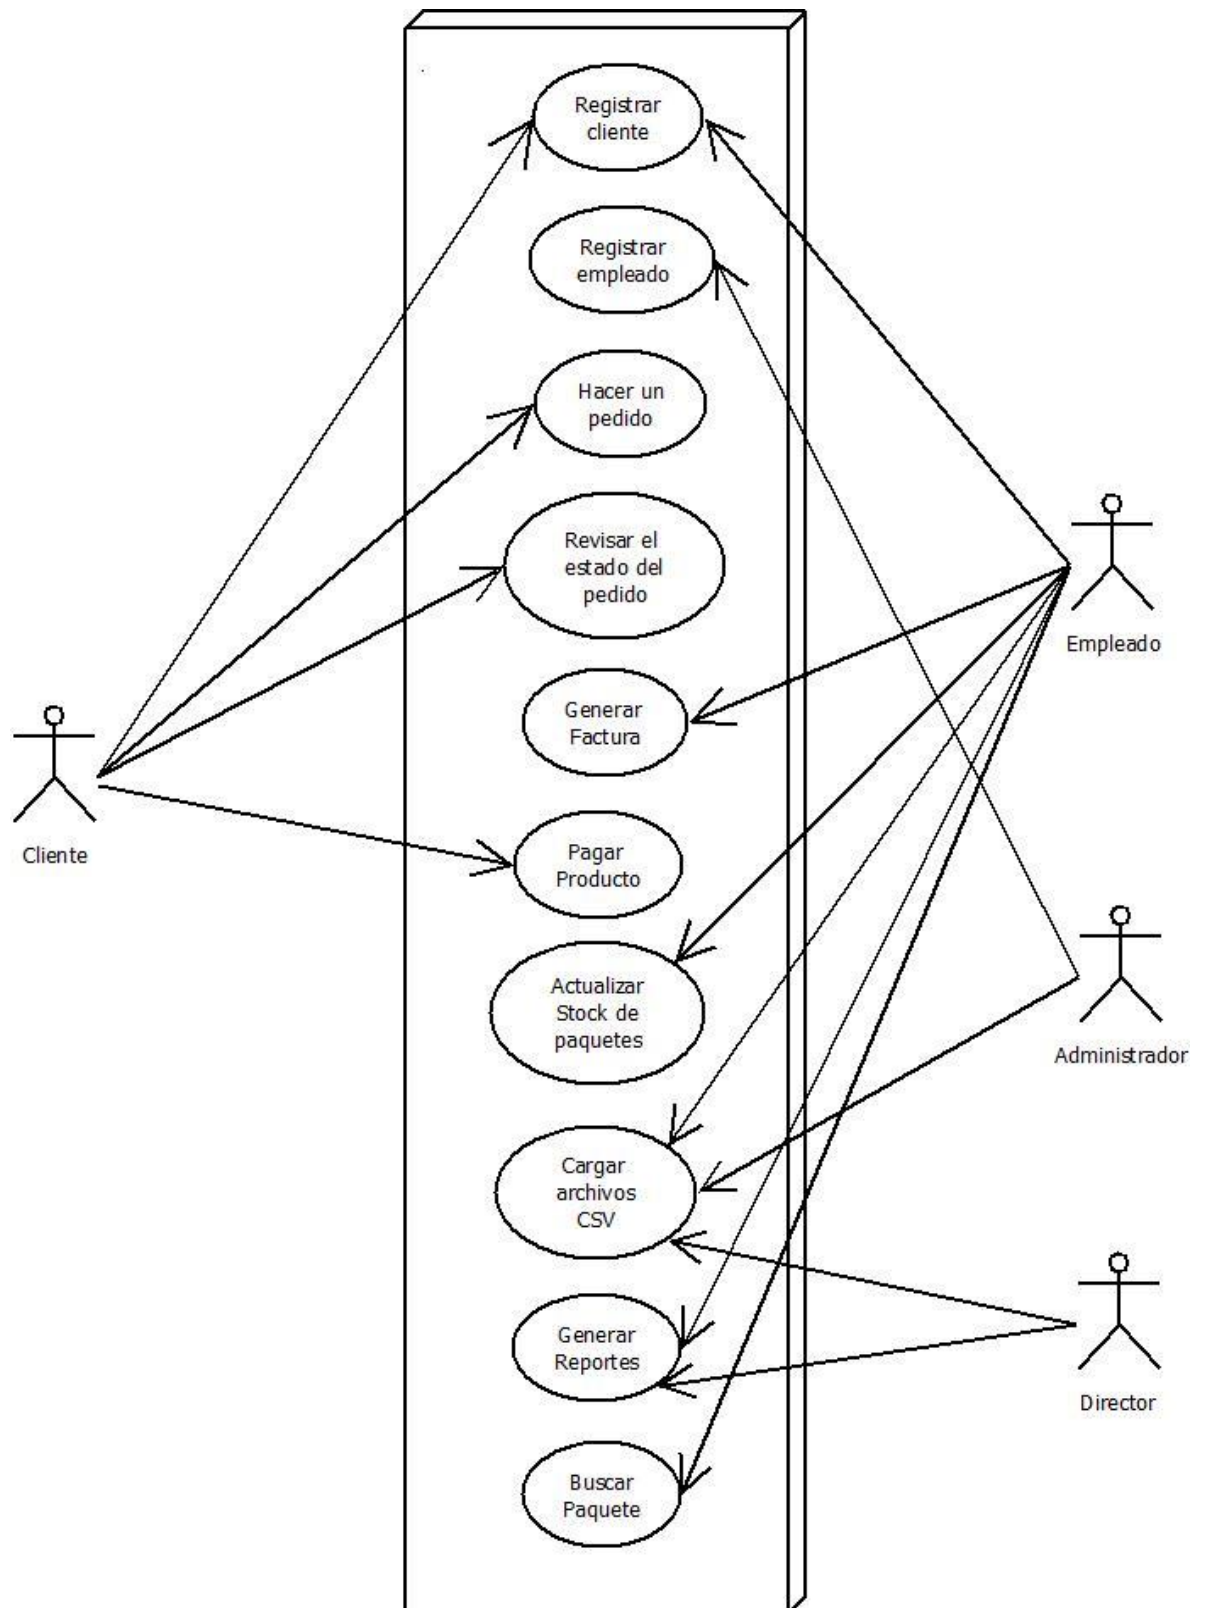 Registrar
cliente
Registrar
empleado
Hacer un
pedido
Revisar el
estado del
pedido
Empleado
Generar
Factura
Cliente
Pagar
Producto
Actualizar
Stock de
paquetes
Administrador
Cargar
archivos
CSV
Generar
Reportes
Director
Buscar
Paquete